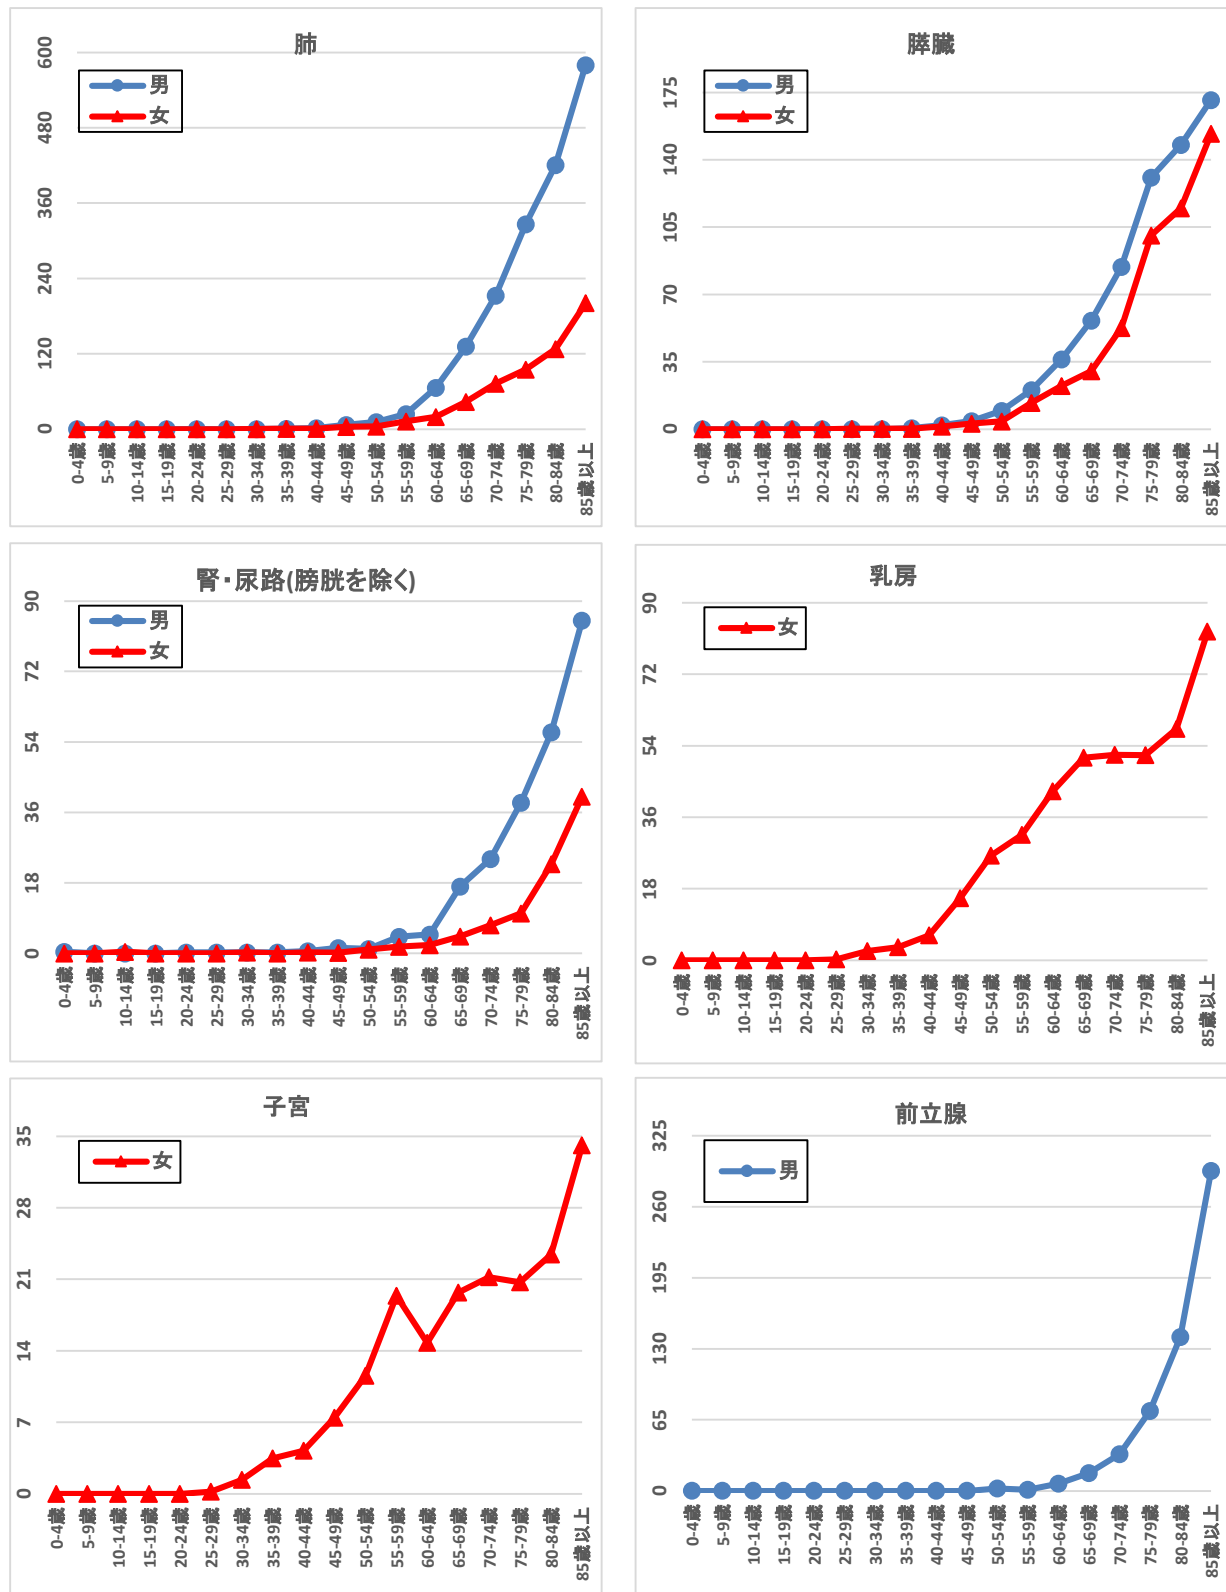 肺
男
女
600
480
360
240
120
0
0-4歳
5-9歳
10-14歳
15-19歳
20-24歳
25-29歳
30-34歳
35-39歳
40-44歳
45-49歳
50-54歳
55-59歳
60-64歳
65-69歳
70-74歳
75-79歳
80-84歳
85歳以上
膵臓
男
女
175
140
105
70
35
0
0-4歳
5-9歳
10-14歳
15-19歳
20-24歳
25-29歳
30-34歳
35-39歳
40-44歳
45-49歳
50-54歳
55-59歳
60-64歳
65-69歳
70-74歳
75-79歳
80-84歳
85歳以上
腎・尿路(膀胱を除く)
男
女
90
72
54
36
18
0
0-4歳
5-9歳
10-14歳
15-19歳
20-24歳
25-29歳
30-34歳
35-39歳
40-44歳
45-49歳
50-54歳
55-59歳
60-64歳
65-69歳
70-74歳
75-79歳
80-84歳
85歳以上
乳房
女
90
72
54
36
18
0
0-4歳
5-9歳
10-14歳
15-19歳
20-24歳
25-29歳
30-34歳
35-39歳
40-44歳
45-49歳
50-54歳
55-59歳
60-64歳
65-69歳
70-74歳
75-79歳
80-84歳
85歳以上
子宮
女
35
28
21
14
7
0
0-4歳
5-9歳
10-14歳
15-19歳
20-24歳
25-29歳
30-34歳
35-39歳
40-44歳
45-49歳
50-54歳
55-59歳
60-64歳
65-69歳
70-74歳
75-79歳
80-84歳
85歳以上
前立腺
男
325
260
195
130
65
0
0-4歳
5-9歳
10-14歳
15-19歳
20-24歳
25-29歳
30-34歳
35-39歳
40-44歳
45-49歳
50-54歳
55-59歳
60-64歳
65-69歳
70-74歳
75-79歳
80-84歳
85歳以上